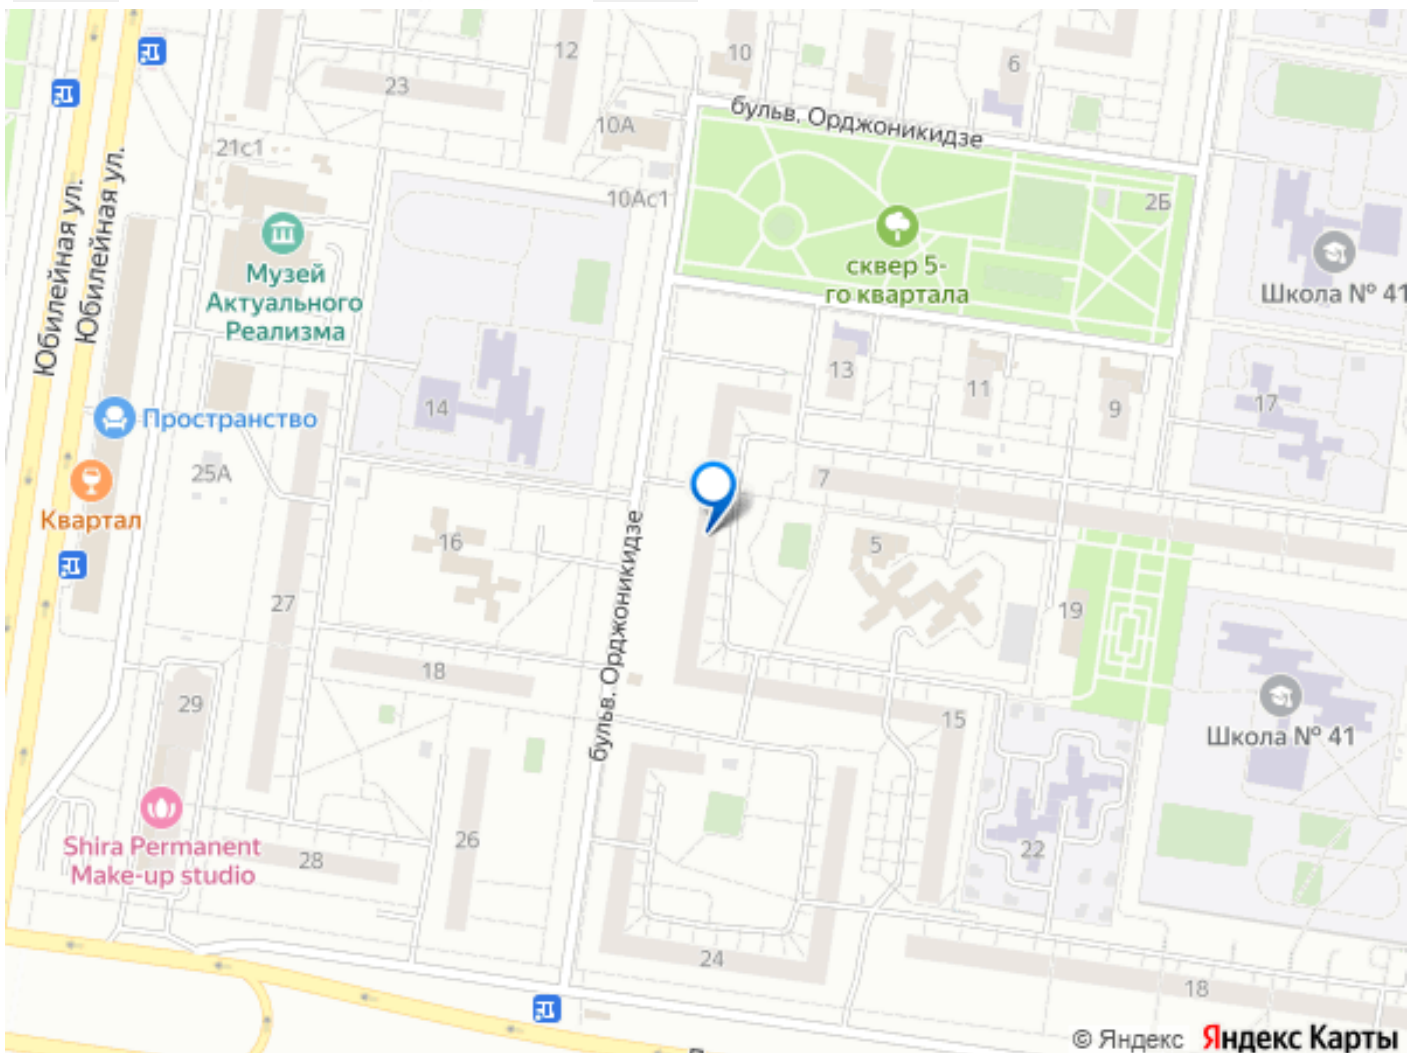 12
10
6
23
бульв. Орджоникидзе
10А
21с1
10Ас1
2Б
Юбилейная ул.
Юбилейная ул.
Музей
Актуального
Реализма
сквер 5-
го квартала
Школа № 41
13
11
9
17
14
Пространство
25А
7
Квартал
16
5
бульв. Орджоникидзе
27
19
18
29
15
Школа № 41
Shira Permanent
Make-up studio
28
26
22
24
18
© Яндекс Яндекс Карты